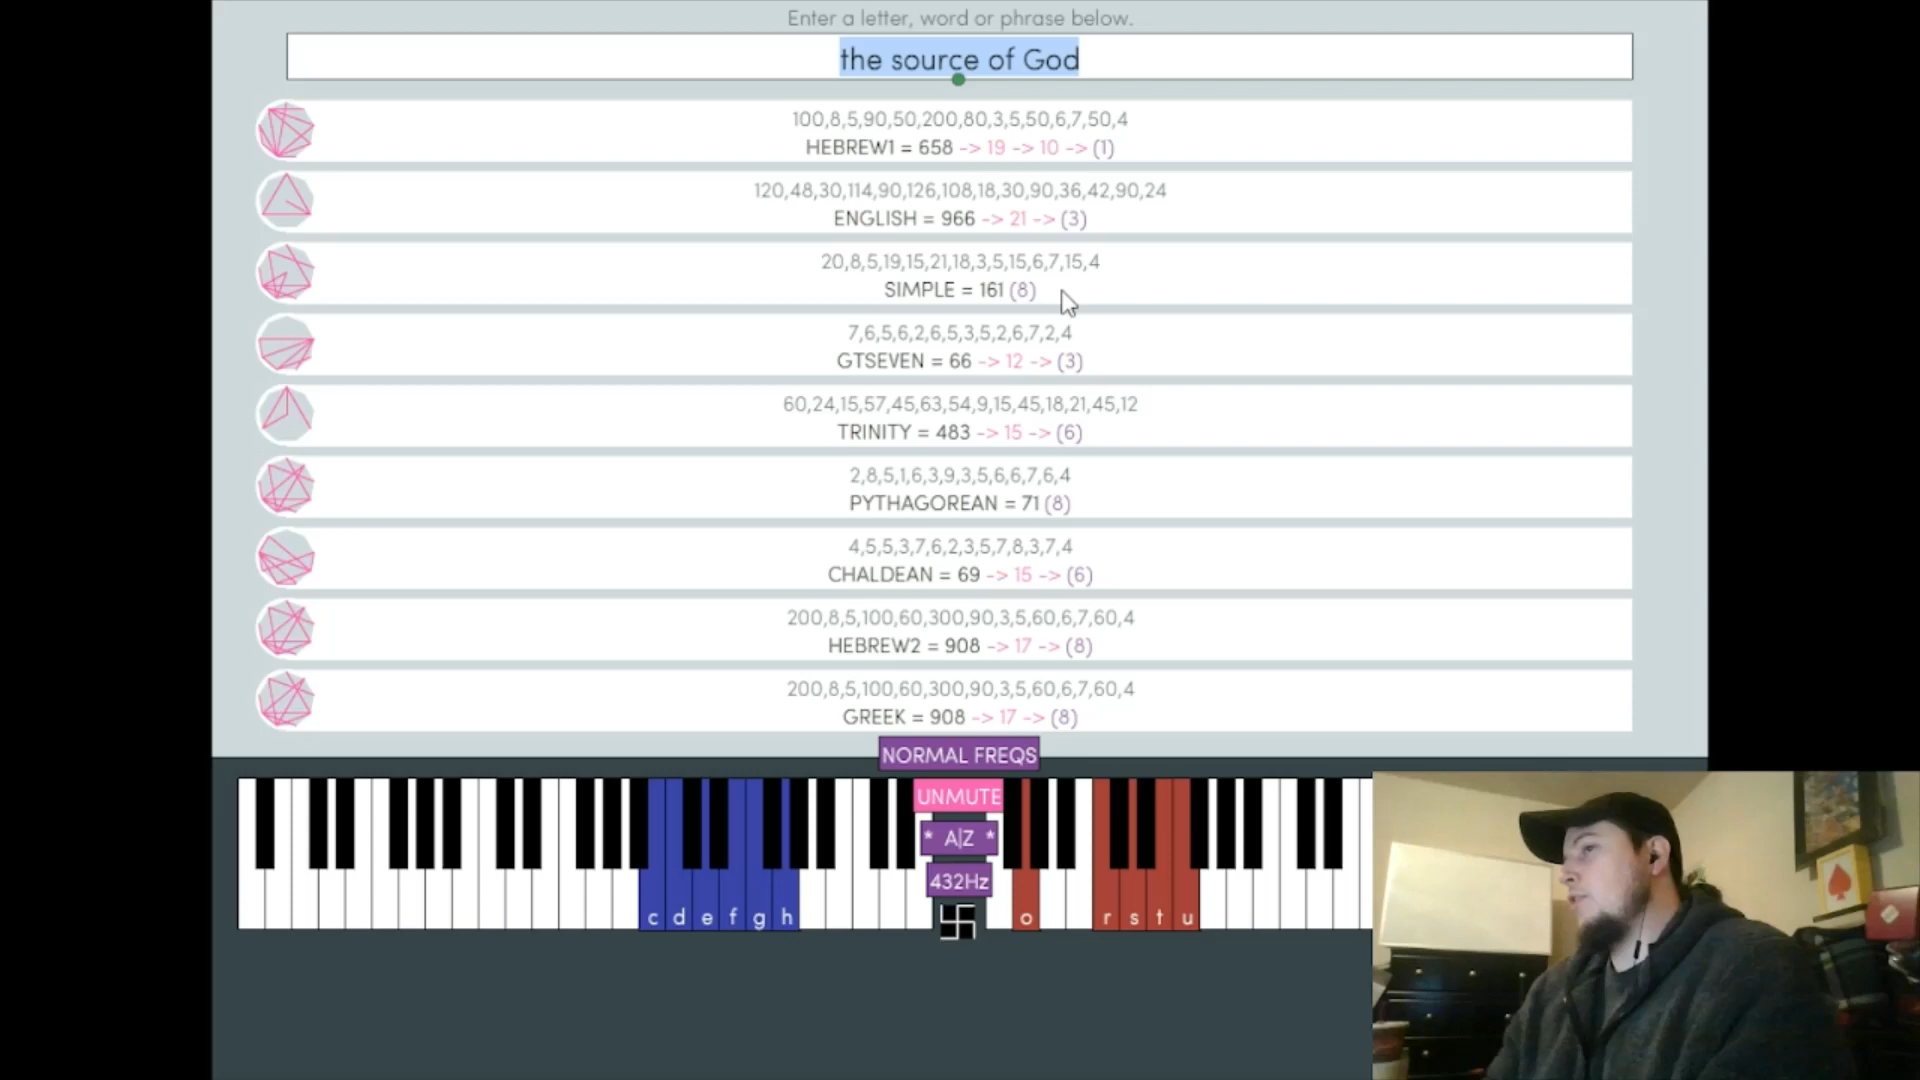 Enter a letter, word or phrase below.
the source of God
100,8,5,90,50,200,80,3,5,50,6,7,50,4
HEBREW1 = 658 -> 19 -> 10 -> (1)
120,48,30,114,90,126,108,18,30,90,36,42,90,24
ENGLISH = 966 -> 21 -> (3)
20,8,5,19,15,21,18,3,5,15,6,7,15,4
SIMPLE = 161 (8)
7,6,5,6,2,6,5,3,5,2,6,7,2,4
GTSEVEN = 66 -> 12 -> (3)
60,24,15,57,45,63,54,9,15,45,18,21,45,12
TRINITY = 483 -> 15 -> (6)
2,8,5,1,6,3,9,3,5,6,6,7,6,4
PYTHAGOREAN = 71 (8)
4,5,5,3,7,6,2,3,5,7,8,3,7,4
CHALDEAN = 69 -> 15 -> (6)
200,8,5,100,60,300,90,3,5,60,6,7,60,4
HEBREW2 = 908 -> 17 -> (8)
200,8,5,100,60,300,90,3,5,60,6,7,60,4
GREEK = 908 -> 17 -> (8)
NORMAL FREQS
UNMUTE
* A|Z *
432Hz
c d e f g h o r s t u